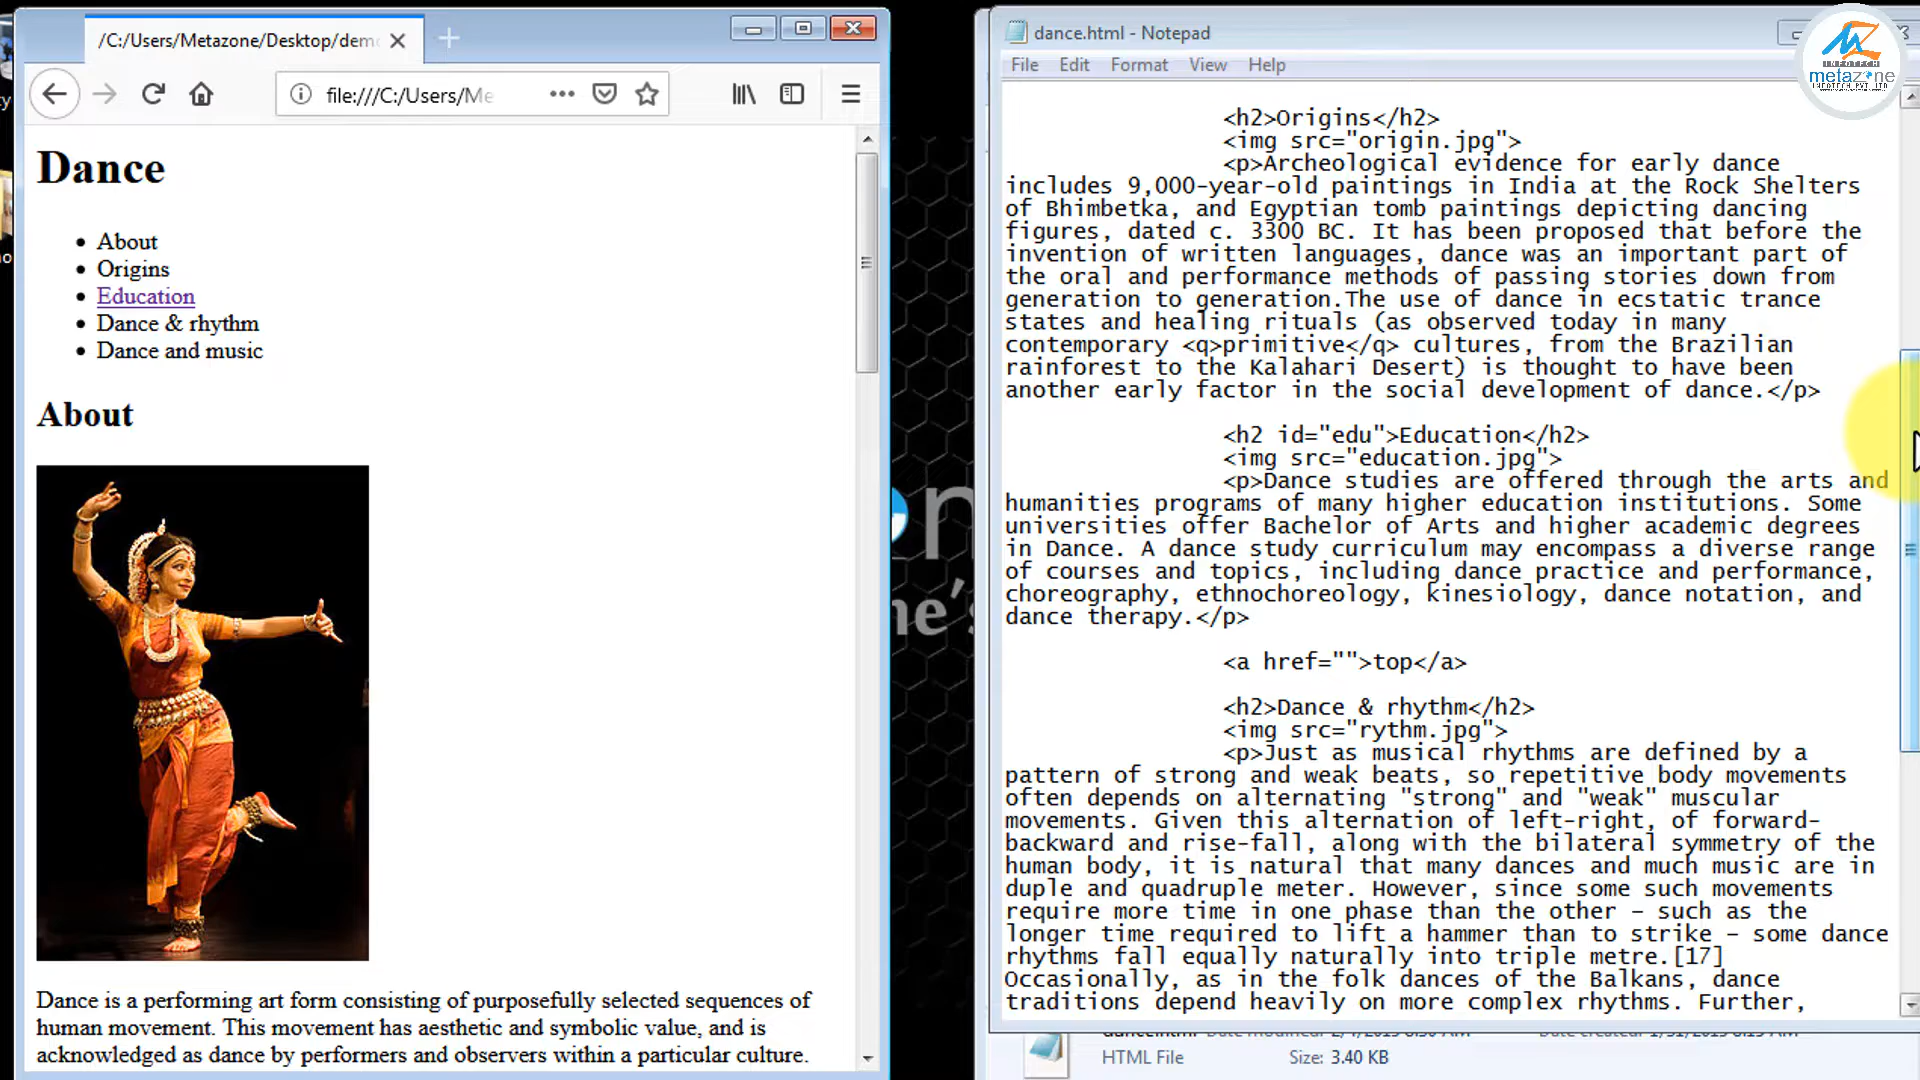 /C:/Users/Metazone/Desktop/dem
file:///C:/Users/Me
Dance
About
Origins
Education
Dance & rhythm
Dance and music
About
Dance is a performing art form consisting of purposefully selected sequences of
human movement. This movement has aesthetic and symbolic value, and is
acknowledged as dance by performers and observers within a particular culture.
dance.html - Notepad
File Edit Format View Help
<h2>Origins</h2>
<img src="origin.jpg">
<p>Archeological evidence for early dance
includes 9,000-year-old paintings in India at the Rock Shelters
of Bhimbetka, and Egyptian tomb paintings depicting dancing
figures, dated c. 3300 BC. It has been proposed that before the
invention of written languages, dance was an important part of
the oral and performance methods of passing stories down from
generation to generation.The use of dance in ecstatic trance
states and healing rituals (as observed today in many
contemporary <q>primitive</q> cultures, from the Brazilian
rainforest to the Kalahari Desert) is thought to have been
another early factor in the social development of dance.</p>
<h2 id="edu">Education</h2>
<img src="education.jpg">
<p>Dance studies are offered through the arts and
humanities programs of many higher education institutions. Some
universities offer Bachelor of Arts and higher academic degrees
in Dance. A dance study curriculum may encompass a diverse range
of courses and topics, including dance practice and performance,
choreography, ethnochoreology, kinesiology, dance notation, and
dance therapy.</p>
<a href="">top</a>
<h2>Dance & rhythm</h2>
<img src="rythm.jpg">
<p>Just as musical rhythms are defined by a
pattern of strong and weak beats, so repetitive body movements
often depends on alternating "strong" and "weak" muscular
movements. Given this alternation of left-right, of forward-
backward and rise-fall, along with the bilateral symmetry of the
human body, it is natural that many dances and much music are in
duple and quadruple meter. However, since some such movements
require more time in one phase than the other – such as the
longer time required to lift a hammer than to strike – some dance
rhythms fall equally naturally into triple metre.[17]
Occasionally, as in the folk dances of the Balkans, dance
traditions depend heavily on more complex rhythms. Further,
HTML File Size: 3.40 KB
INFOTECH
metazone
INFOTECH PVT. LTD
ne's